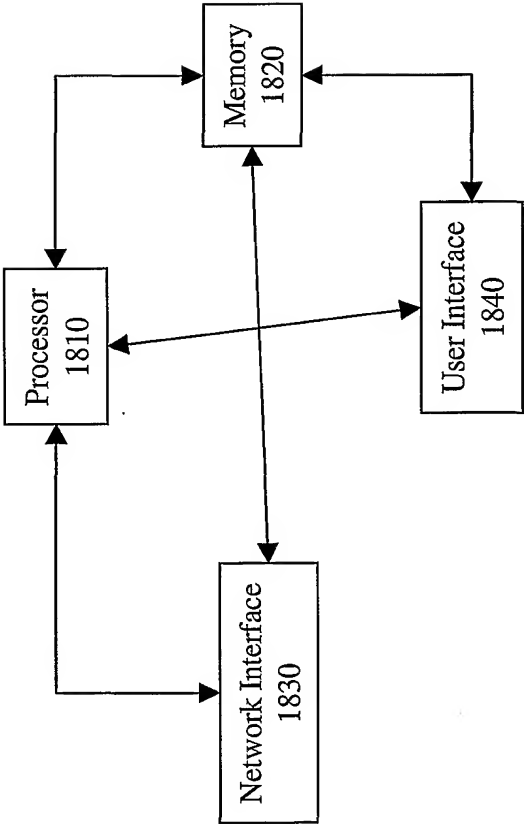 Processor
1810
Memory
1820
Network Interface
1830
User Interface
1840